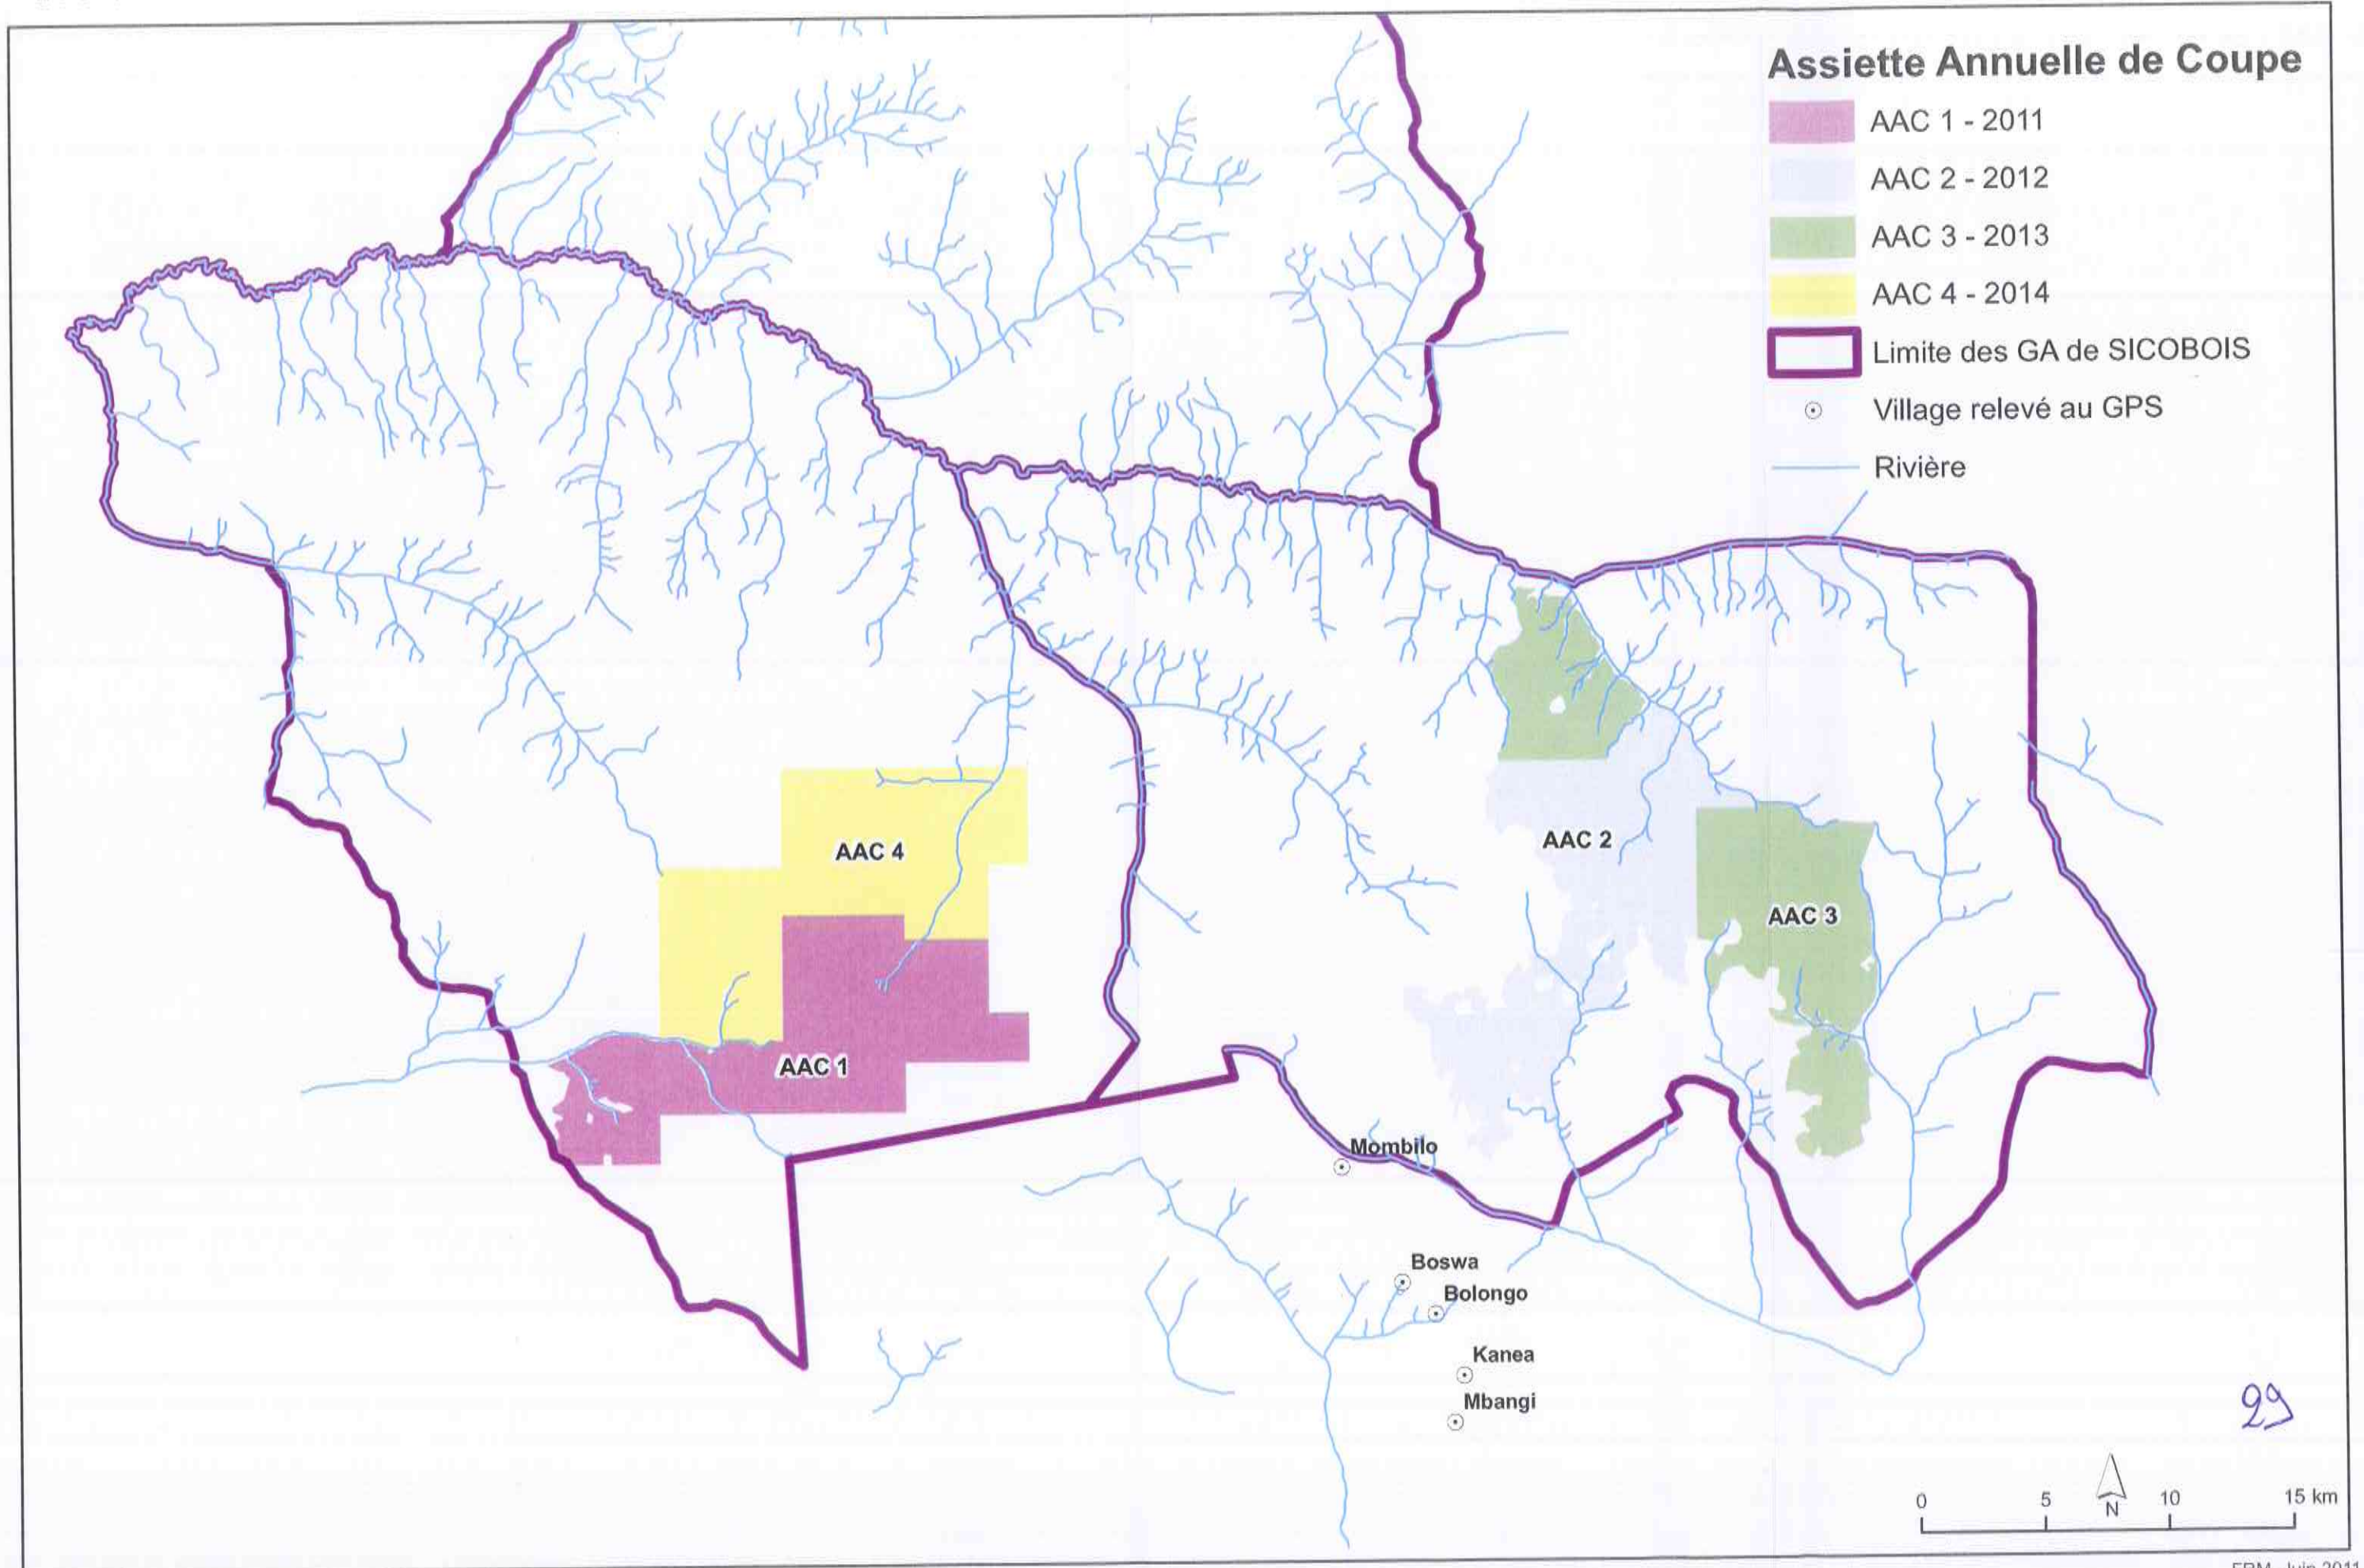 Assiette Annuelle de Coupe
AAC 1 - 2011
AAC 2 - 2012
AAC 3 - 2013
AAC 4 - 2014
Limite des GA de SICOBOIS
Village relevé au GPS
Rivière
AAC 2
AAC 4
AAC 3
AAC 1
Mombilo
Boswa
Bolongo
Kanea
Mbangi
29
0 5 10 15 km
N